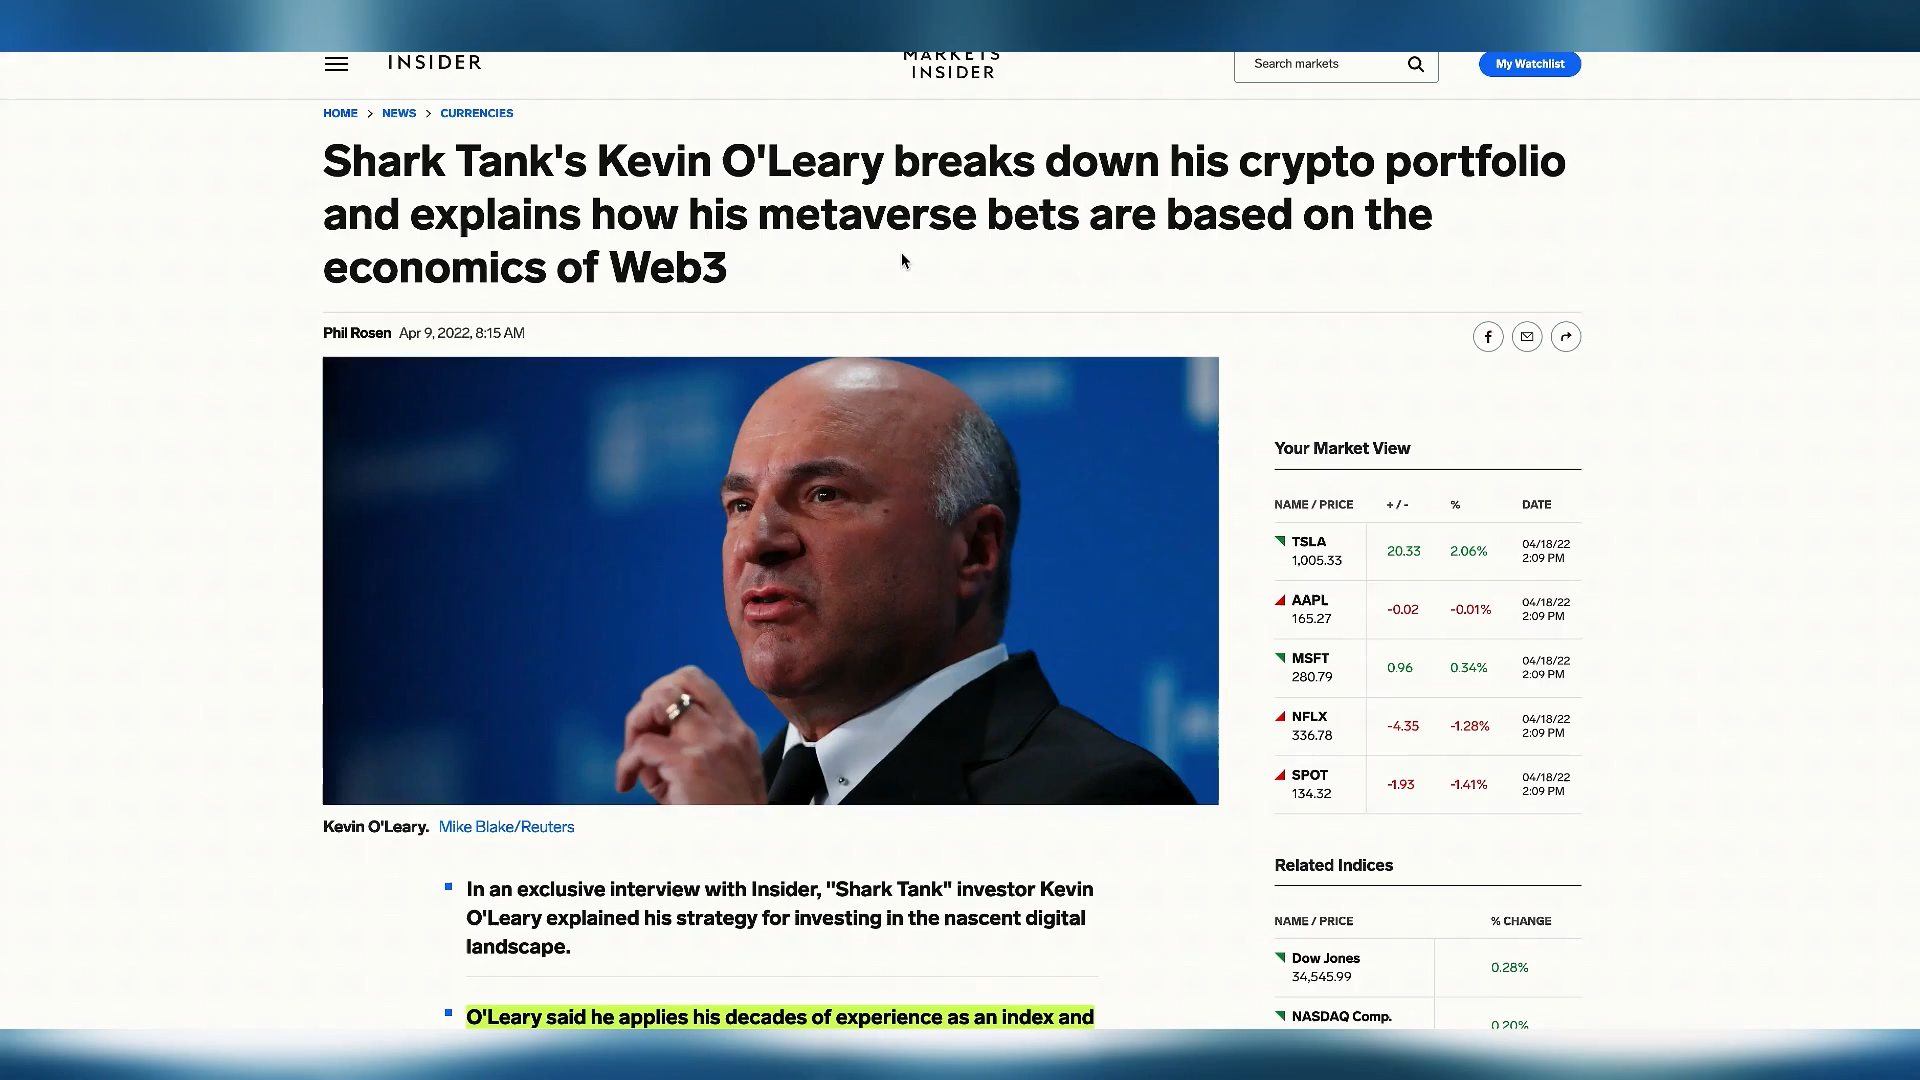 INSIDER
MARKETS
INSIDER
Search markets
My Watchlist
HOME > NEWS > CURRENCIES
Shark Tank's Kevin O'Leary breaks down his crypto portfolio
and explains how his metaverse bets are based on the
economics of Web3
Phil Rosen Apr 9, 2022, 8:15 AM
Kevin O'Leary. Mike Blake/Reuters
In an exclusive interview with Insider, "Shark Tank" investor Kevin
O'Leary explained his strategy for investing in the nascent digital
landscape.
O'Leary said he applies his decades of experience as an index and
Your Market View
NAME / PRICE + / - % DATE
TSLA
1,005.33
20.33 2.06%
04/18/22
2:09 PM
AAPL
165.27
-0.02 -0.01%
04/18/22
2:09 PM
MSFT
280.79
0.96 0.34%
04/18/22
2:09 PM
NFLX
336.78
-4.35 -1.28%
04/18/22
2:09 PM
SPOT
134.32
-1.93 -1.41%
04/18/22
2:09 PM
Related Indices
NAME / PRICE % CHANGE
Dow Jones
34,545.99
0.28%
NASDAQ Comp.
0.20%